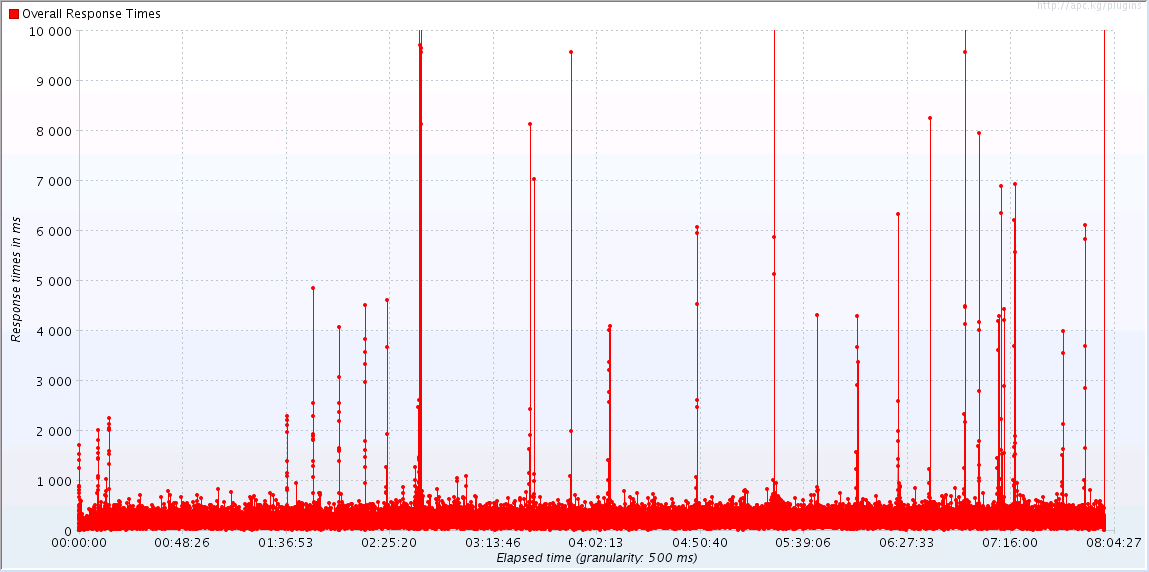 http://apc.kg/plugins
Overall Response Times
10 000
9 000
8 000
7 000
6 000
5 000
4 000
3 000
2 000
1 000
0
Response times in ms
00:00:00 00:48:26 01:36:53 02:25:20 03:13:46 04:02:13 04:50:40 05:39:06 06:27:33 07:16:00 08:04:27
Elapsed time (granularity: 500 ms)